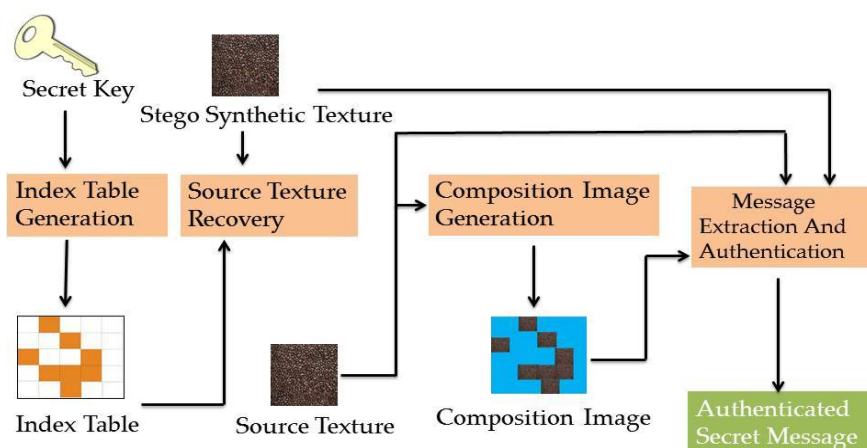 Secret Key
Stego Synthetic Texture
Index Table
Generation
Source Texture
Recovery
Composition Image
Generation
Message
Extraction And
Authentication
Index Table
Source Texture
Composition Image
Authenticated
Secret Message